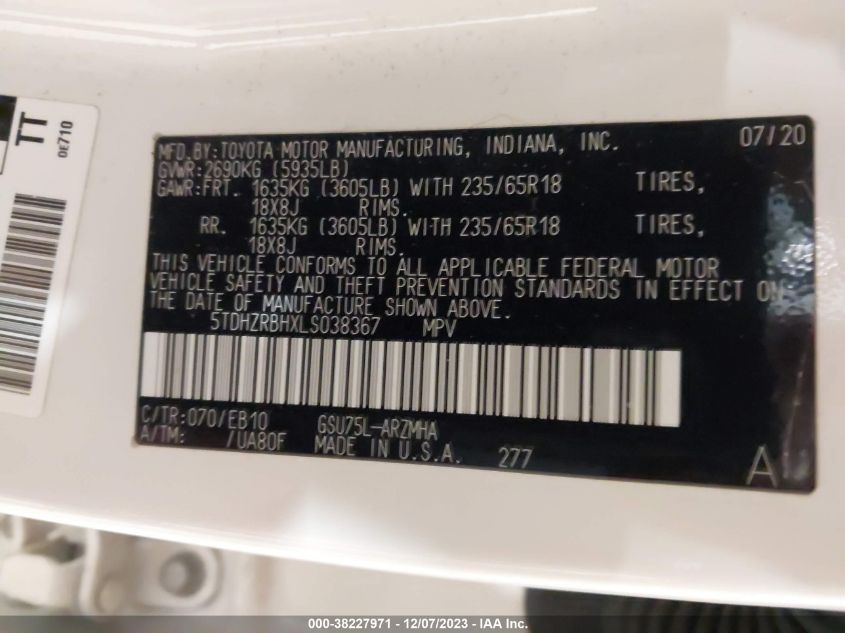 TT
0E710
MFD.BY:TOYOTA MOTOR MANUFACTURING, INDIANA, INC. 07/20
GVWR:2690KG (5935LB)
GAWR:FRT. 1635KG (3605LB) WITH 235/65R18 TIRES,
18X8J RIMS.
RR. 1635KG (3605LB) WITH 235/65R18 TIRES,
18X8J RIMS.
THIS VEHICLE CONFORMS TO ALL APPLICABLE FEDERAL MOTOR
VEHICLE SAFETY AND THEFT PREVENTION STANDARDS IN EFFECT ON
THE DATE OF MANUFACTURE SHOWN ABOVE.
5TDHZRBHXLS038367 MPV
C/TR:070/EB10 GSU75L-ARZMHA
A/TM: /UA80F MADE IN U.S.A. 277
A
000-38227971 - 12/07/2023 - IAA Inc.